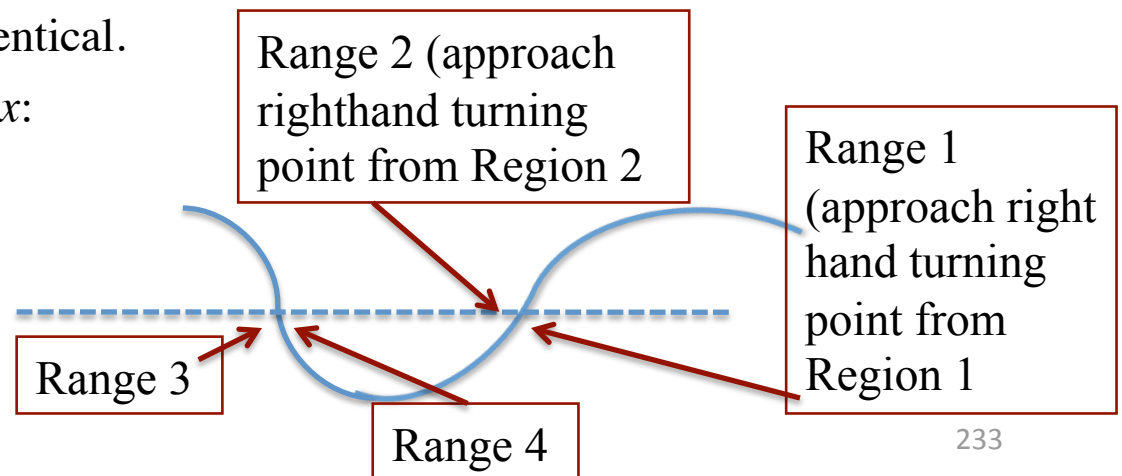 entical.
x:
Range 2 (approach
righthand turning
point from Region 2
Range 1
(approach right
hand turning
point from
Region 1
Range 3
Range 4
233